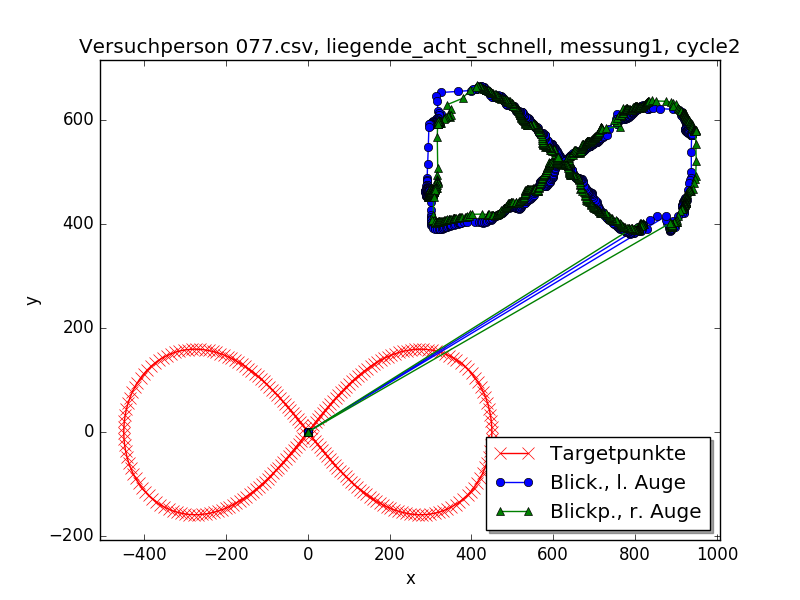 Versuchperson 077.csv, liegende_acht_schnell, messung1, cycle2
y
600
400
200
0
−200
−400
−200
0
200
400
600
800
1000
x
Targetpunkte
Blick., l. Auge
Blickp., r. Auge